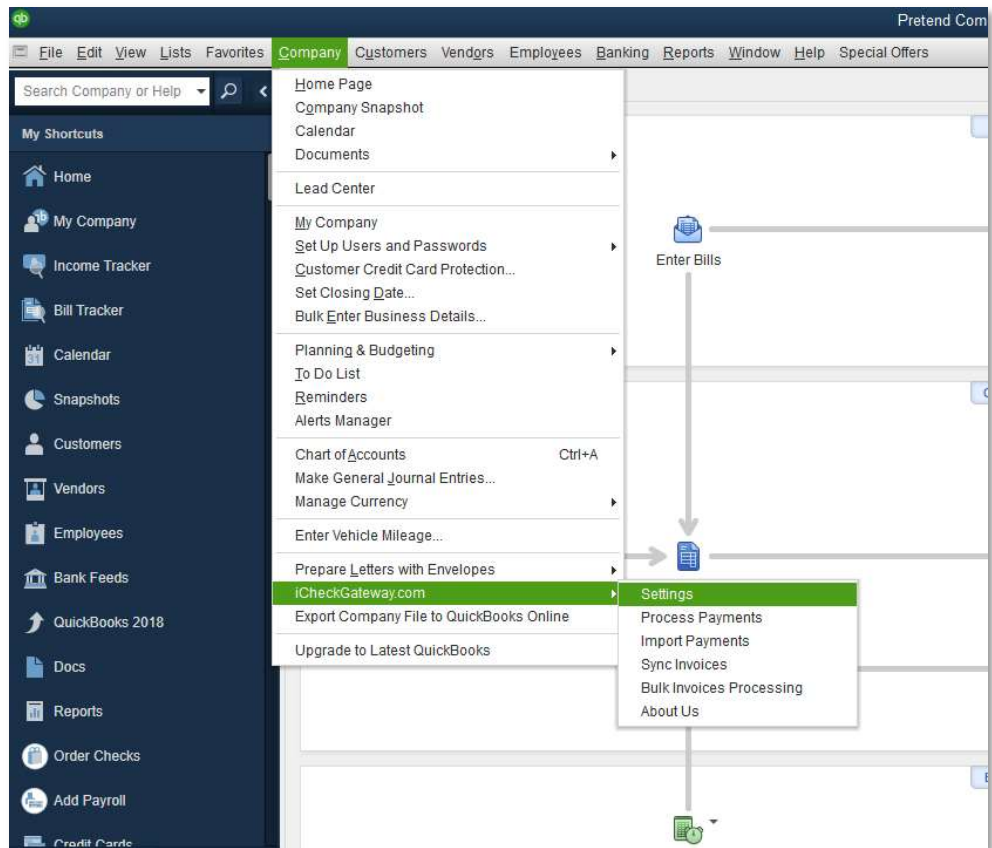 qb
Pretend Com
File Edit View Lists Favorites Company Customers Vendors Employees Banking Reports Window Help Special Offers
Search Company or Help
My Shortcuts
Home
My Company
Income Tracker
Bill Tracker
31
Calendar
Snapshots
Customers
Vendors
Employees
Bank Feeds
QuickBooks 2018
Docs
Reports
Order Checks
Add Payroll
Credit Cards
Home Page
Company Snapshot
Calendar
Documents
Lead Center
My Company
Set Up Users and Passwords
Customer Credit Card Protection...
Set Closing Date...
Bulk Enter Business Details...
Planning & Budgeting
To Do List
Reminders
Alerts Manager
Chart of Accounts Ctrl+A
Make General Journal Entries...
Manage Currency
Enter Vehicle Mileage...
Prepare Letters with Envelopes
iCheckGateway.com
Export Company File to QuickBooks Online
Upgrade to Latest QuickBooks
Settings
Process Payments
Import Payments
Sync Invoices
Bulk Invoices Processing
About Us
Enter Bills